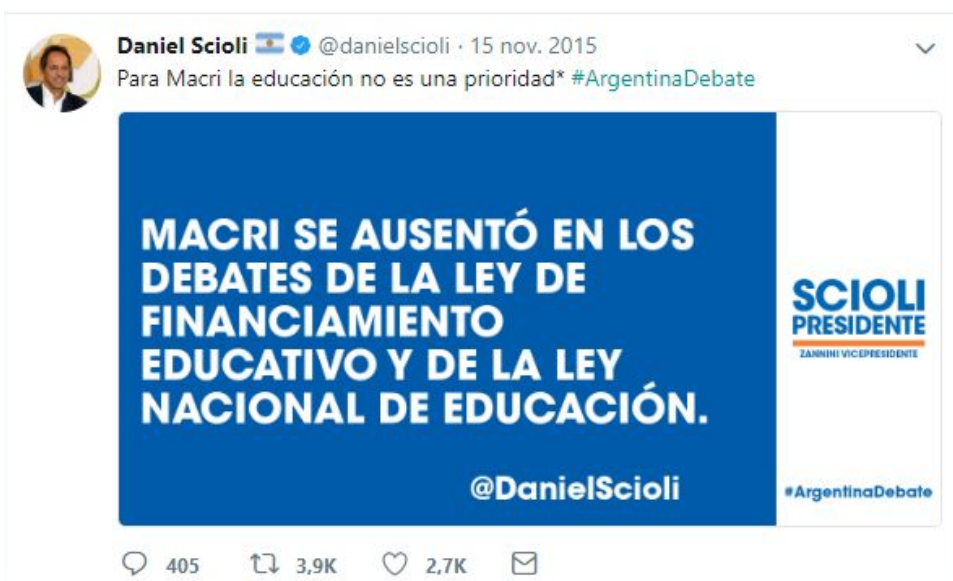 Daniel Scioli 🇦🇷 @danielscioli · 15 nov. 2015
Para Macri la educación no es una prioridad* #ArgentinaDebate
MACRI SE AUSENTÓ EN LOS
DEBATES DE LA LEY DE
FINANCIAMIENTO
EDUCATIVO Y DE LA LEY
NACIONAL DE EDUCACIÓN.
@DanielScioli
SCIOLI
PRESIDENTE
ZANNINI VICEPRESIDENTE
#ArgentinaDebate
405 3,9K 2,7K